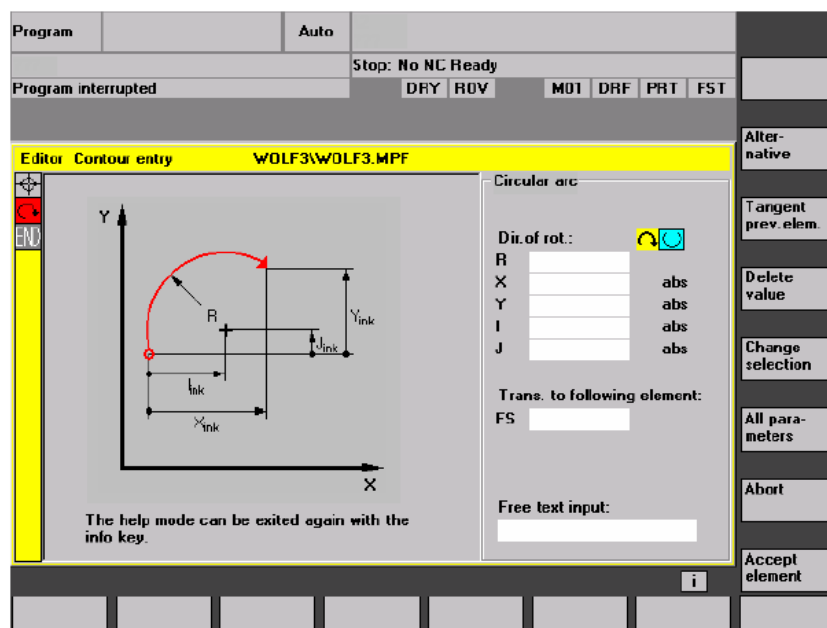 Program
Auto
Stop: No NC Ready
Program interrupted
DRY ROV M01 DRF PRT FST
Editor Contour entry WOLF3\WOLF3.MPF
END
Y
R
Yink
Jink
Iink
Xink
X
The help mode can be exited again with the
info key.
Circular arc
Dir.of rot.:
R
X abs
Y abs
I abs
J abs
Trans. to following element:
FS
Free text input:
i
Alter-
native
Tangent
prev.elem.
Delete
value
Change
selection
All para-
meters
Abort
Accept
element